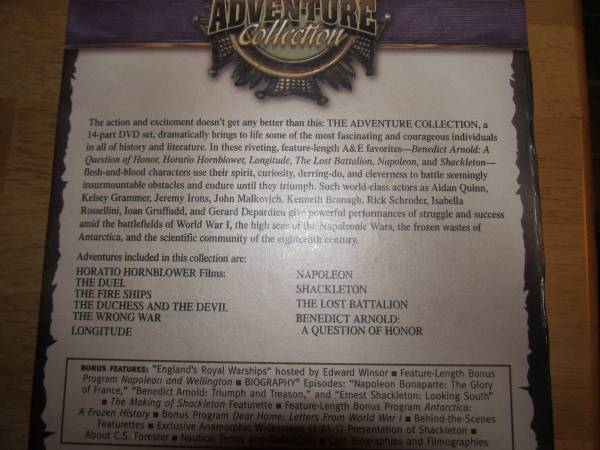 ADVENTURE
Collection
The action and excitement doesn't get any better than this: THE ADVENTURE COLLECTION, a
14-part DVD set, dramatically brings to life some of the most fascinating and courageous individuals
in all of history and literature. In these riveting, feature-length A&E favorites—Benedict Arnold: A
Question of Honor, Horatio Hornblower, Longitude, The Lost Battalion, Napoleon, and Shackleton—
flesh-and-blood characters use their spirit, curiosity, derring-do, and cleverness to battle seemingly
insurmountable obstacles and endure until they triumph. Such world-class actors as Aidan Quinn,
Kelsey Grammer, Jeremy Irons, John Malkovich, Kenneth Branagh, Rick Schroder, Isabella
Rossellini, Ioan Gruffudd, and Gerard Depardieu give powerful performances of struggle and success
amid the battlefields of World War I, the high seas of the Napoleonic Wars, the frozen wastes of
Antarctica, and the scientific community of the eighteenth century.
Adventures included in this collection are:
HORATIO HORNBLOWER Films:
THE DUEL
THE FIRE SHIPS
THE DUCHESS AND THE DEVIL
THE WRONG WAR
LONGITUDE
NAPOLEON
SHACKLETON
THE LOST BATTALION
BENEDICT ARNOLD:
A QUESTION OF HONOR
BONUS FEATURES: "England's Royal Warships" hosted by Edward Winsor ■ Feature-Length Bonus
Program Napoleon and Wellington ■ BIOGRAPHY® Episodes: "Napoleon Bonaparte: The Glory
of France," "Benedict Arnold: Triumph and Treason," and "Ernest Shackleton: Looking South"
■ The Making of Shackleton Featurette ■ Feature-Length Bonus Program Antarctica:
A Frozen History ■ Bonus Program Dear Home: Letters From World War I ■ Behind-the-Scenes
Featurettes ■ Exclusive Anamorphic Widescreen (1:85:1) Presentation of Shackleton ■
About C.S. Forester ■ Nautical Terms and Definitions ■ Cast Biographies and Filmographies